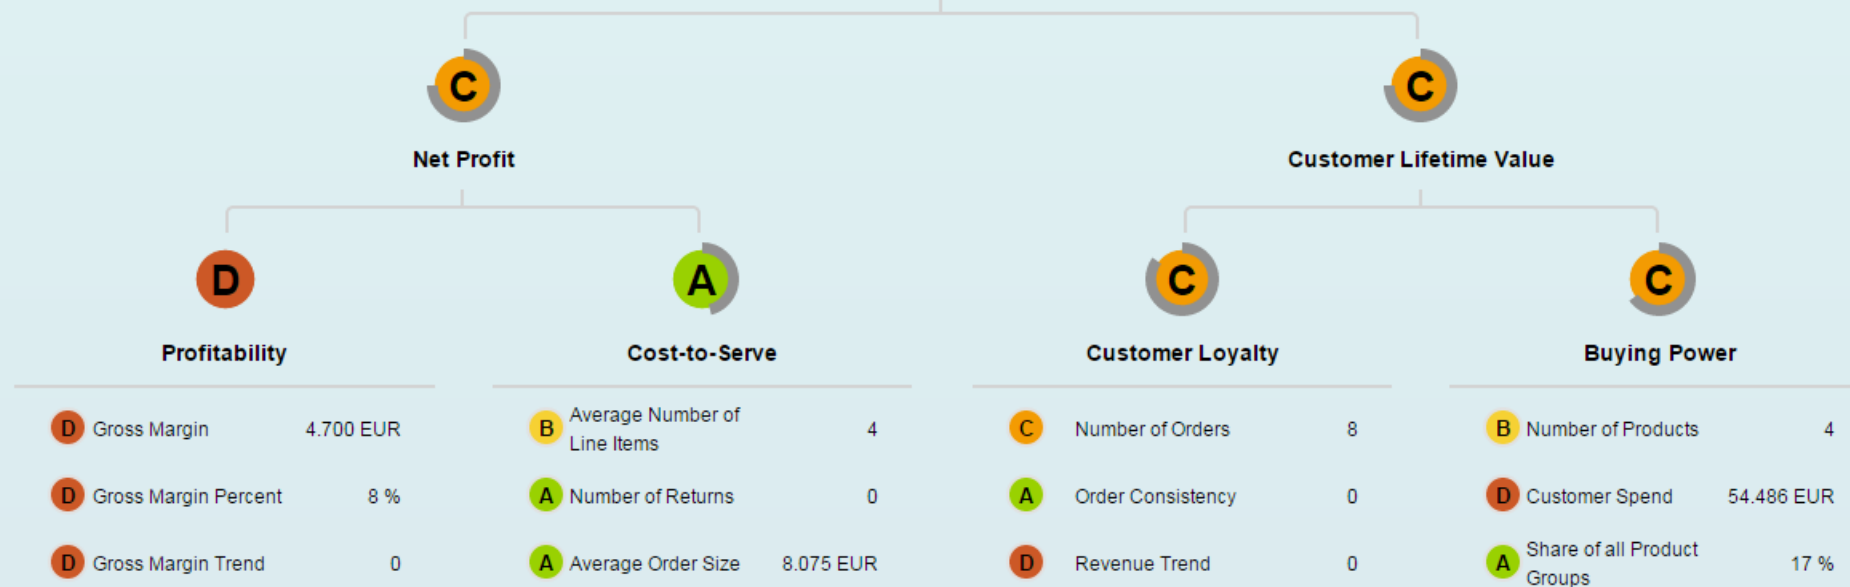 C
C
Net Profit
Customer Lifetime Value
D
A
C
C
Profitability
Cost-to-Serve
Customer Loyalty
Buying Power
D Gross Margin 4.700 EUR
D Gross Margin Percent 8 %
D Gross Margin Trend 0
B Average Number of
Line Items 4
A Number of Returns 0
A Average Order Size 8.075 EUR
C Number of Orders 8
A Order Consistency 0
D Revenue Trend 0
B Number of Products 4
D Customer Spend 54.486 EUR
A Share of all Product
Groups 17 %